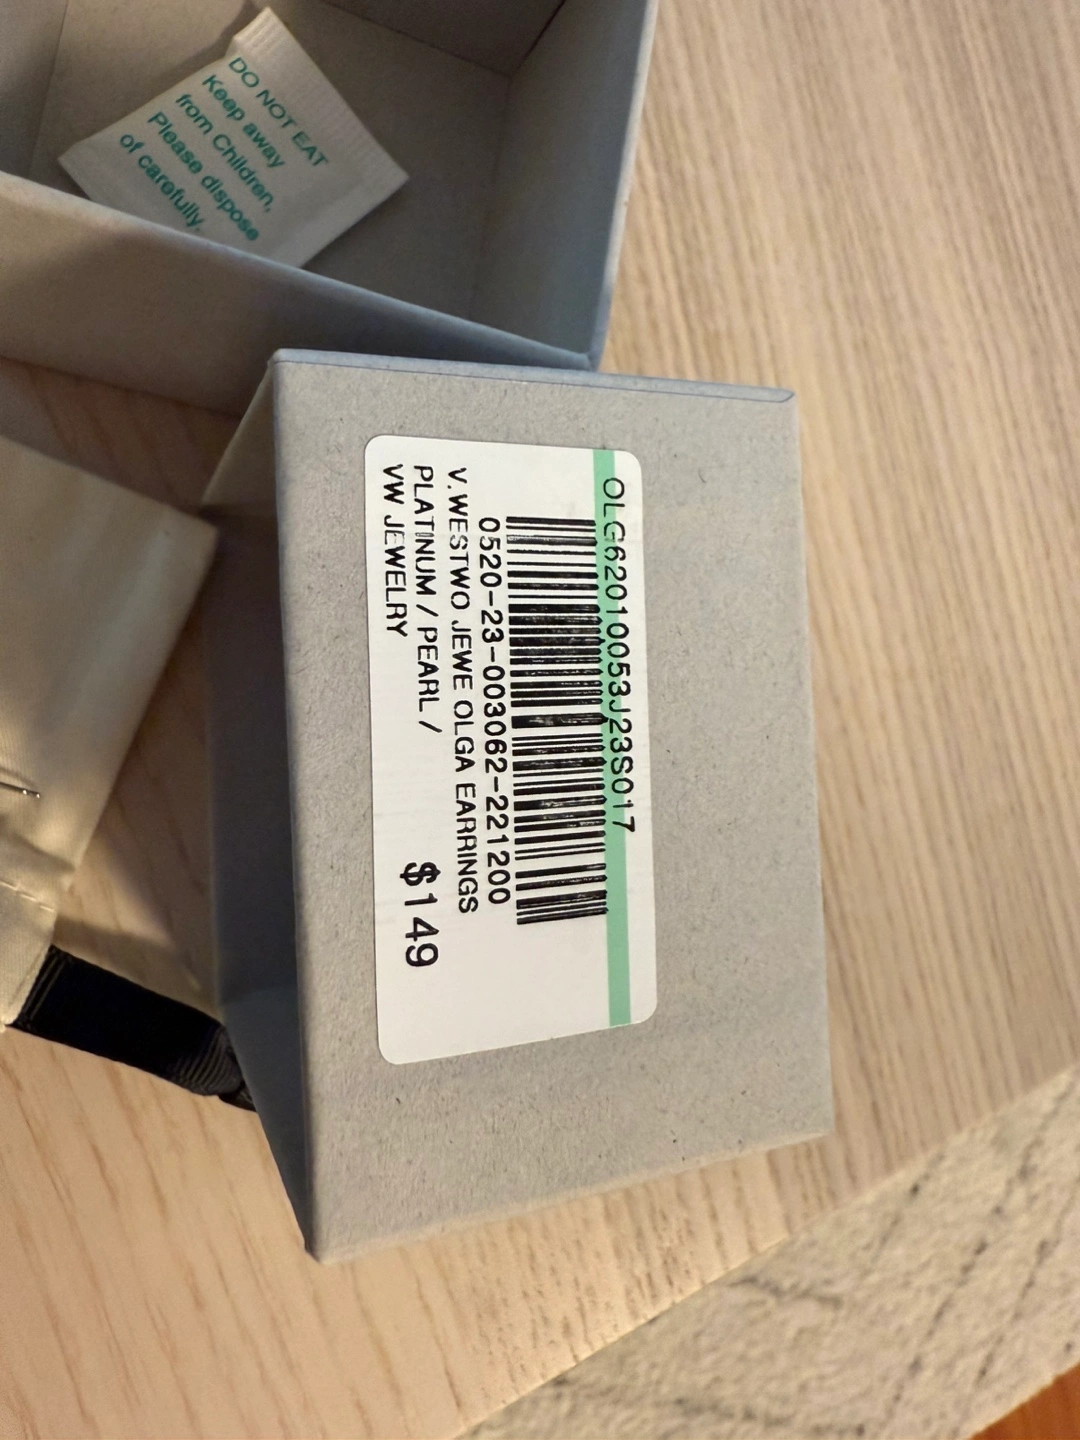 DO NOT EAT
Keep away
from Children,
Please dispose
of carefully.
OLG62010053J23S017
0520-23-003062-221200
V.WESTWO JEWE OLGA EARRINGS
PLATINUM / PEARL /
VW JEWELRY
$149